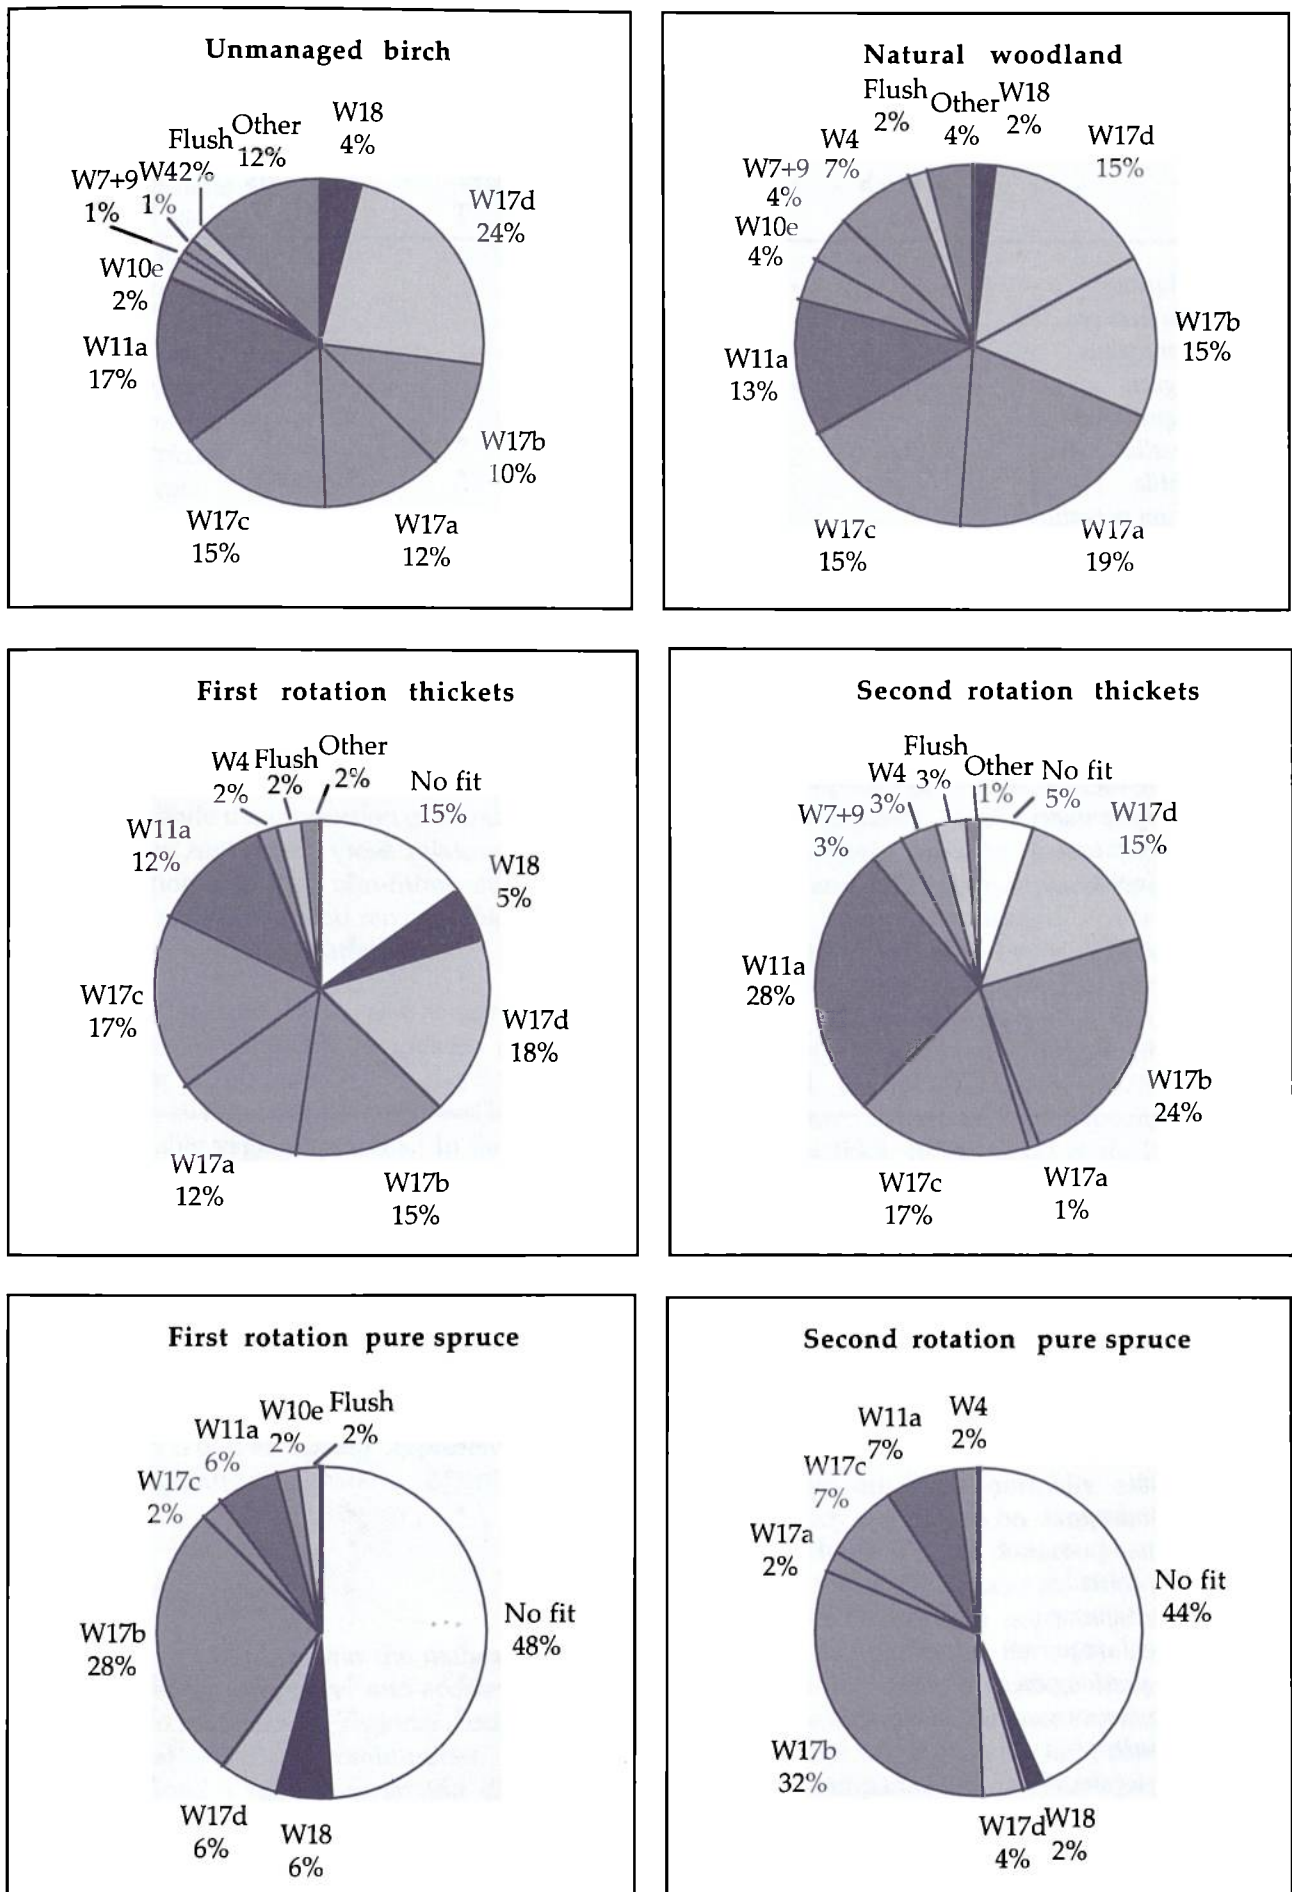 Unmanaged birch
W18
4%
W17d
24%
W17b
10%
W17a
12%
W17c
15%
W11a
17%
W10e
2%
W7+9
1%
W4
1%
Flush
2%
Other
12%
Natural woodland
W18
2%
W17d
15%
W17b
15%
W17a
19%
W17c
15%
W11a
13%
W10e
4%
W7+9
4%
W4
7%
Flush
2%
Other
4%
First rotation thickets
No fit
15%
W18
5%
W17d
18%
W17b
15%
W17a
12%
W17c
17%
W11a
12%
W4
2%
Flush
2%
Other
2%
Second rotation thickets
No fit
5%
W17d
15%
W17b
24%
W17a
1%
W17c
17%
W11a
28%
W7+9
3%
W4
3%
Flush
3%
Other
1%
First rotation pure spruce
No fit
48%
W18
6%
W17d
6%
W17b
28%
W17c
2%
W11a
6%
W10e
2%
Flush
2%
Second rotation pure spruce
No fit
44%
W18
2%
W17d
4%
W17b
32%
W17a
2%
W17c
7%
W11a
7%
W4
2%